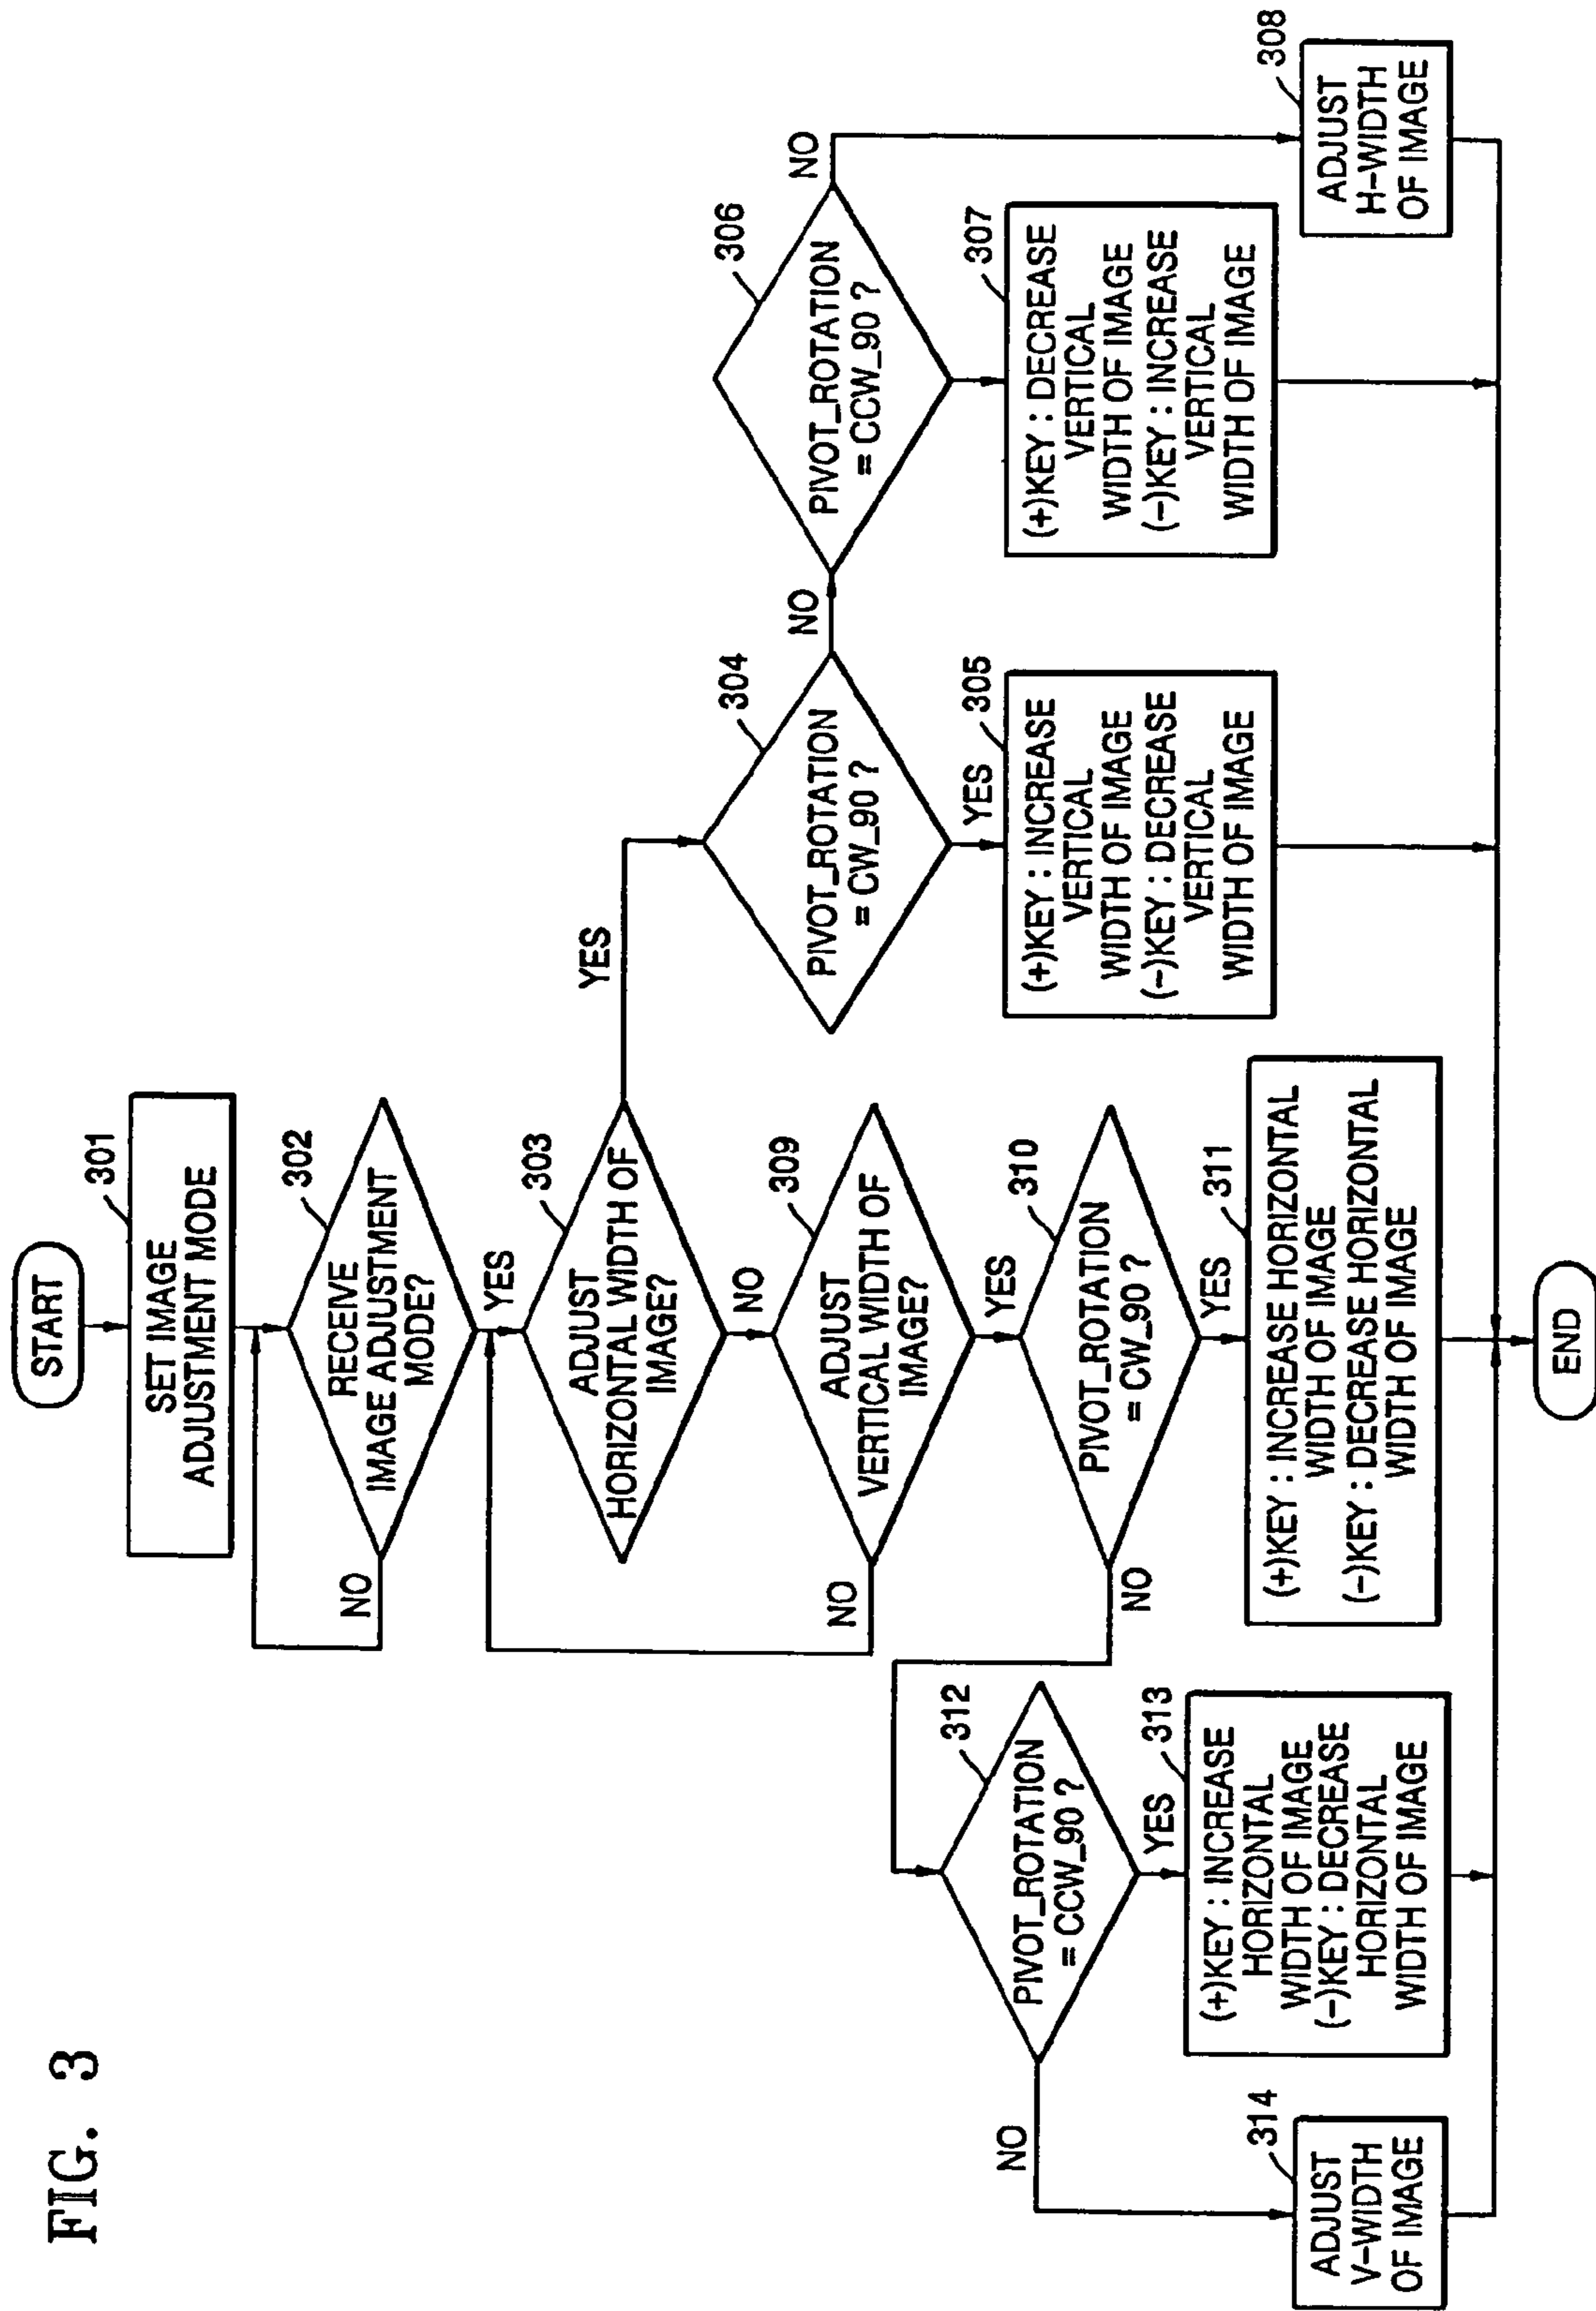 FIG. 3
START
301
SET IMAGE
ADJUSTMENT MODE
302
RECEIVE
IMAGE ADJUSTMENT
MODE?
NO
YES
303
ADJUST
HORIZONTAL WIDTH OF
IMAGE?
YES
NO
304
PIVOT_ROTATION
= CW_90 ?
NO
YES
305
(+)KEY : INCREASE
VERTICAL
WIDTH OF IMAGE
(-)KEY : DECREASE
VERTICAL
WIDTH OF IMAGE
306
PIVOT_ROTATION
= CCW_90 ?
NO
307
(+)KEY : DECREASE
VERTICAL
WIDTH OF IMAGE
(-)KEY : INCREASE
VERTICAL
WIDTH OF IMAGE
308
ADJUST
H-WIDTH
OF IMAGE
309
ADJUST
VERTICAL WIDTH OF
IMAGE?
NO
YES
310
PIVOT_ROTATION
= CW_90 ?
NO
YES
311
(+)KEY : INCREASE HORIZONTAL
WIDTH OF IMAGE
(-)KEY : DECREASE HORIZONTAL
WIDTH OF IMAGE
312
PIVOT_ROTATION
= CCW_90 ?
NO
YES
313
(+)KEY : INCREASE
HORIZONTAL
WIDTH OF IMAGE
(-)KEY : DECREASE
HORIZONTAL
WIDTH OF IMAGE
314
ADJUST
V-WIDTH
OF IMAGE
END